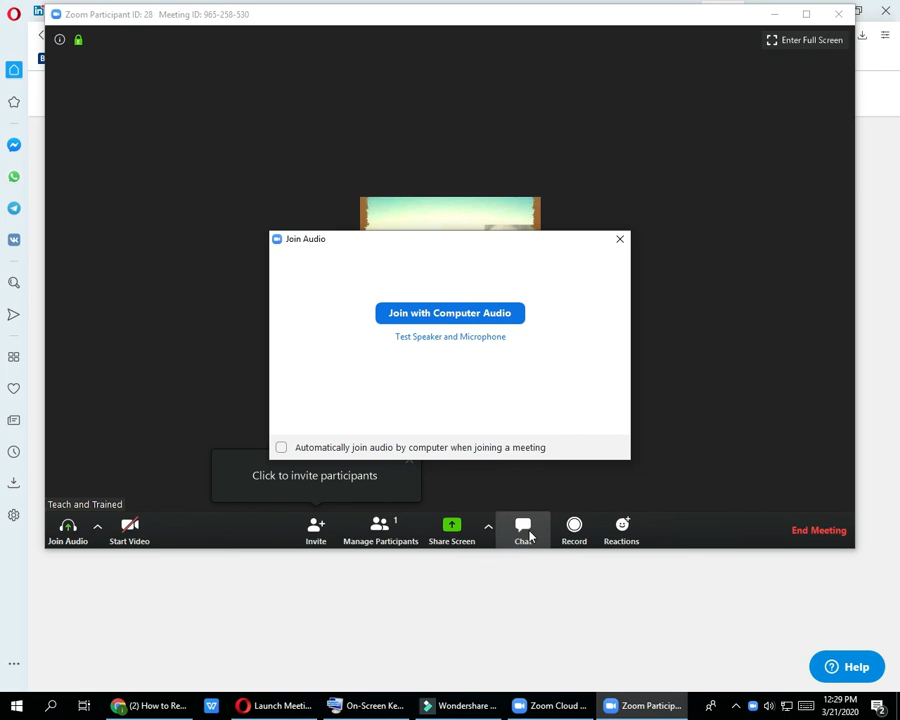 Zoom Participant ID: 28 Meeting ID: 965-258-530
Enter Full Screen
Join Audio
Join with Computer Audio
Test Speaker and Microphone
Automatically join audio by computer when joining a meeting
Click to invite participants
Teach and Trained
Join Audio
Start Video
Invite
1
Manage Participants
Share Screen
Chat
Record
Reactions
End Meeting
Help
(2) How to Re...
Launch Meeti...
On-Screen Ke...
Wondershare ...
Zoom Cloud ...
Zoom Particip...
12:29 PM
3/21/2020
2